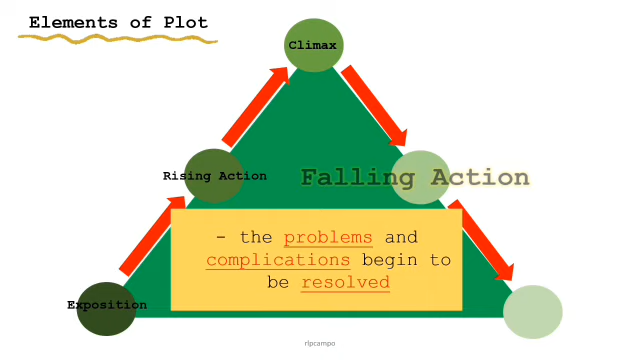 Elements of Plot
Climax
Rising Action
Falling Action
- the problems and
complications begin to
be resolved
Exposition
rlpcampo